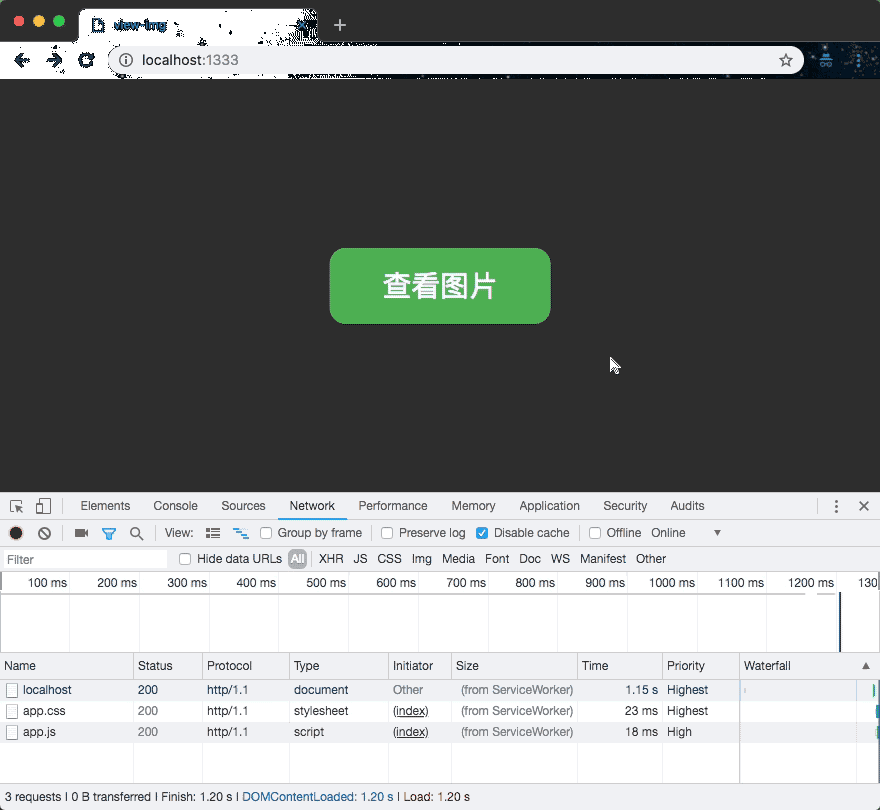 view-img
localhost:1333
查看图片
Elements Console Sources Network Performance Memory Application Security Audits
View: Group by frame Preserve log Disable cache Offline Online
Filter Hide data URLs All XHR JS CSS Img Media Font Doc WS Manifest Other
100 ms 200 ms 300 ms 400 ms 500 ms 600 ms 700 ms 800 ms 900 ms 1000 ms 1100 ms 1200 ms 130
Name Status Protocol Type Initiator Size Time Priority Waterfall
localhost 200 http/1.1 document Other (from ServiceWorker) 1.15 s Highest
app.css 200 http/1.1 stylesheet (index) (from ServiceWorker) 23 ms Highest
app.js 200 http/1.1 script (index) (from ServiceWorker) 18 ms High
3 requests | 0 B transferred | Finish: 1.20 s | DOMContentLoaded: 1.20 s | Load: 1.20 s